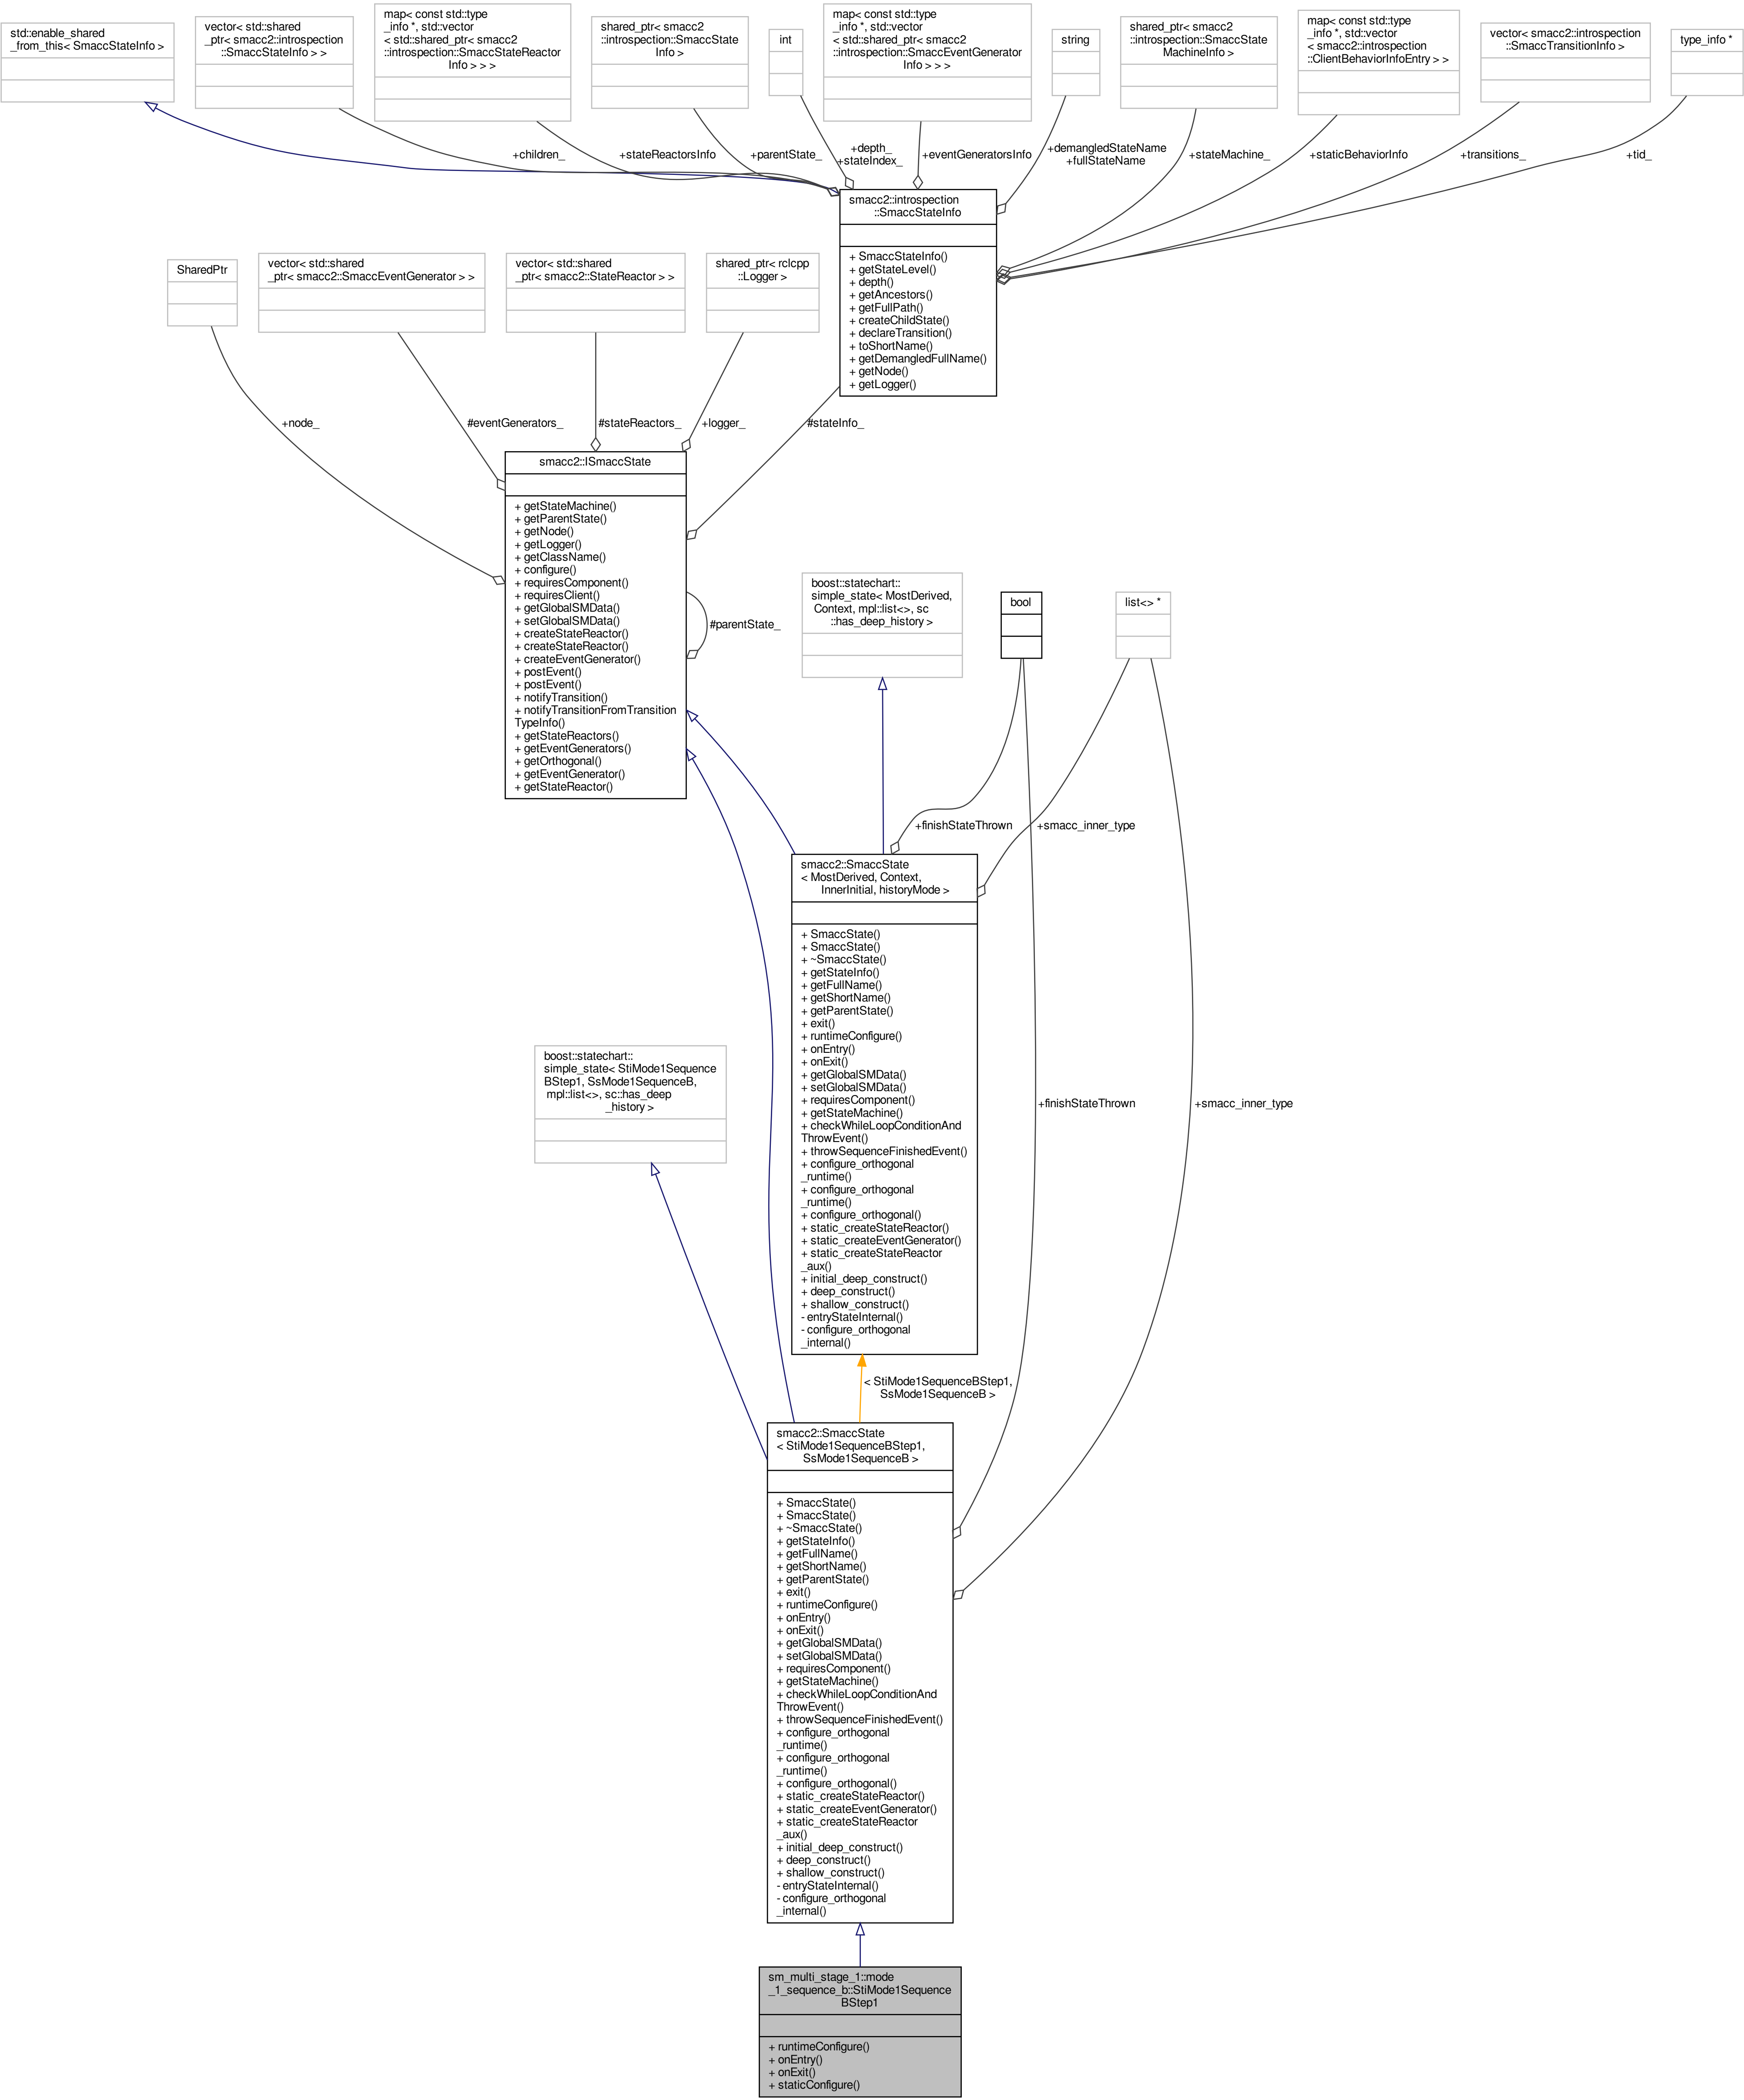 std::enable_shared
_from_this< SmaccStateInfo >
vector< std::shared
_ptr< smacc2::introspection
::SmaccStateInfo > >
map< const std::type
_info *, std::vector
< std::shared_ptr< smacc2
::introspection::SmaccStateReactor
Info > > >
shared_ptr< smacc2
::introspection::SmaccState
Info >
int
map< const std::type
_info *, std::vector
< std::shared_ptr< smacc2
::introspection::SmaccEventGenerator
Info > > >
string
shared_ptr< smacc2
::introspection::SmaccState
MachineInfo >
map< const std::type
_info *, std::vector
< smacc2::introspection
::ClientBehaviorInfoEntry > >
vector< smacc2::introspection
::SmaccTransitionInfo >
type_info *
+children_
+stateReactorsInfo
+parentState_
+depth_
+stateIndex_
+eventGeneratorsInfo
+demangledStateName
+fullStateName
+stateMachine_
+staticBehaviorInfo
+transitions_
+tid_
smacc2::introspection
::SmaccStateInfo
+ SmaccStateInfo()
+ getStateLevel()
+ depth()
+ getAncestors()
+ getFullPath()
+ createChildState()
+ declareTransition()
+ toShortName()
+ getDemangledFullName()
+ getNode()
+ getLogger()
SharedPtr
vector< std::shared
_ptr< smacc2::SmaccEventGenerator > >
vector< std::shared
_ptr< smacc2::StateReactor > >
shared_ptr< rclcpp
::Logger >
+node_
#eventGenerators_
#stateReactors_
+logger_
#stateInfo_
smacc2::ISmaccState
+ getStateMachine()
+ getParentState()
+ getNode()
+ getLogger()
+ getClassName()
+ configure()
+ requiresComponent()
+ requiresClient()
+ getGlobalSMData()
+ setGlobalSMData()
+ createStateReactor()
+ createStateReactor()
+ createEventGenerator()
+ postEvent()
+ postEvent()
+ notifyTransition()
+ notifyTransitionFromTransition
TypeInfo()
+ getStateReactors()
+ getEventGenerators()
+ getOrthogonal()
+ getEventGenerator()
+ getStateReactor()
#parentState_
boost::statechart::
simple_state< MostDerived,
Context, mpl::list<>, sc
::has_deep_history >
bool
list<> *
+finishStateThrown
+smacc_inner_type
smacc2::SmaccState
< MostDerived, Context,
InnerInitial, historyMode >
+ SmaccState()
+ SmaccState()
+ ~SmaccState()
+ getStateInfo()
+ getFullName()
+ getShortName()
+ getParentState()
+ exit()
+ runtimeConfigure()
+ onEntry()
+ onExit()
+ getGlobalSMData()
+ setGlobalSMData()
+ requiresComponent()
+ getStateMachine()
+ checkWhileLoopConditionAnd
ThrowEvent()
+ throwSequenceFinishedEvent()
+ configure_orthogonal
_runtime()
+ configure_orthogonal
_runtime()
+ configure_orthogonal()
+ static_createStateReactor()
+ static_createEventGenerator()
+ static_createStateReactor
_aux()
+ initial_deep_construct()
+ deep_construct()
+ shallow_construct()
- entryStateInternal()
- configure_orthogonal
_internal()
boost::statechart::
simple_state< StiMode1Sequence
BStep1, SsMode1SequenceB,
mpl::list<>, sc::has_deep
_history >
+finishStateThrown
+smacc_inner_type
< StiMode1SequenceBStep1,
SsMode1SequenceB >
smacc2::SmaccState
< StiMode1SequenceBStep1,
SsMode1SequenceB >
+ SmaccState()
+ SmaccState()
+ ~SmaccState()
+ getStateInfo()
+ getFullName()
+ getShortName()
+ getParentState()
+ exit()
+ runtimeConfigure()
+ onEntry()
+ onExit()
+ getGlobalSMData()
+ setGlobalSMData()
+ requiresComponent()
+ getStateMachine()
+ checkWhileLoopConditionAnd
ThrowEvent()
+ throwSequenceFinishedEvent()
+ configure_orthogonal
_runtime()
+ configure_orthogonal
_runtime()
+ configure_orthogonal()
+ static_createStateReactor()
+ static_createEventGenerator()
+ static_createStateReactor
_aux()
+ initial_deep_construct()
+ deep_construct()
+ shallow_construct()
- entryStateInternal()
- configure_orthogonal
_internal()
sm_multi_stage_1::mode
_1_sequence_b::StiMode1Sequence
BStep1
+ runtimeConfigure()
+ onEntry()
+ onExit()
+ staticConfigure()